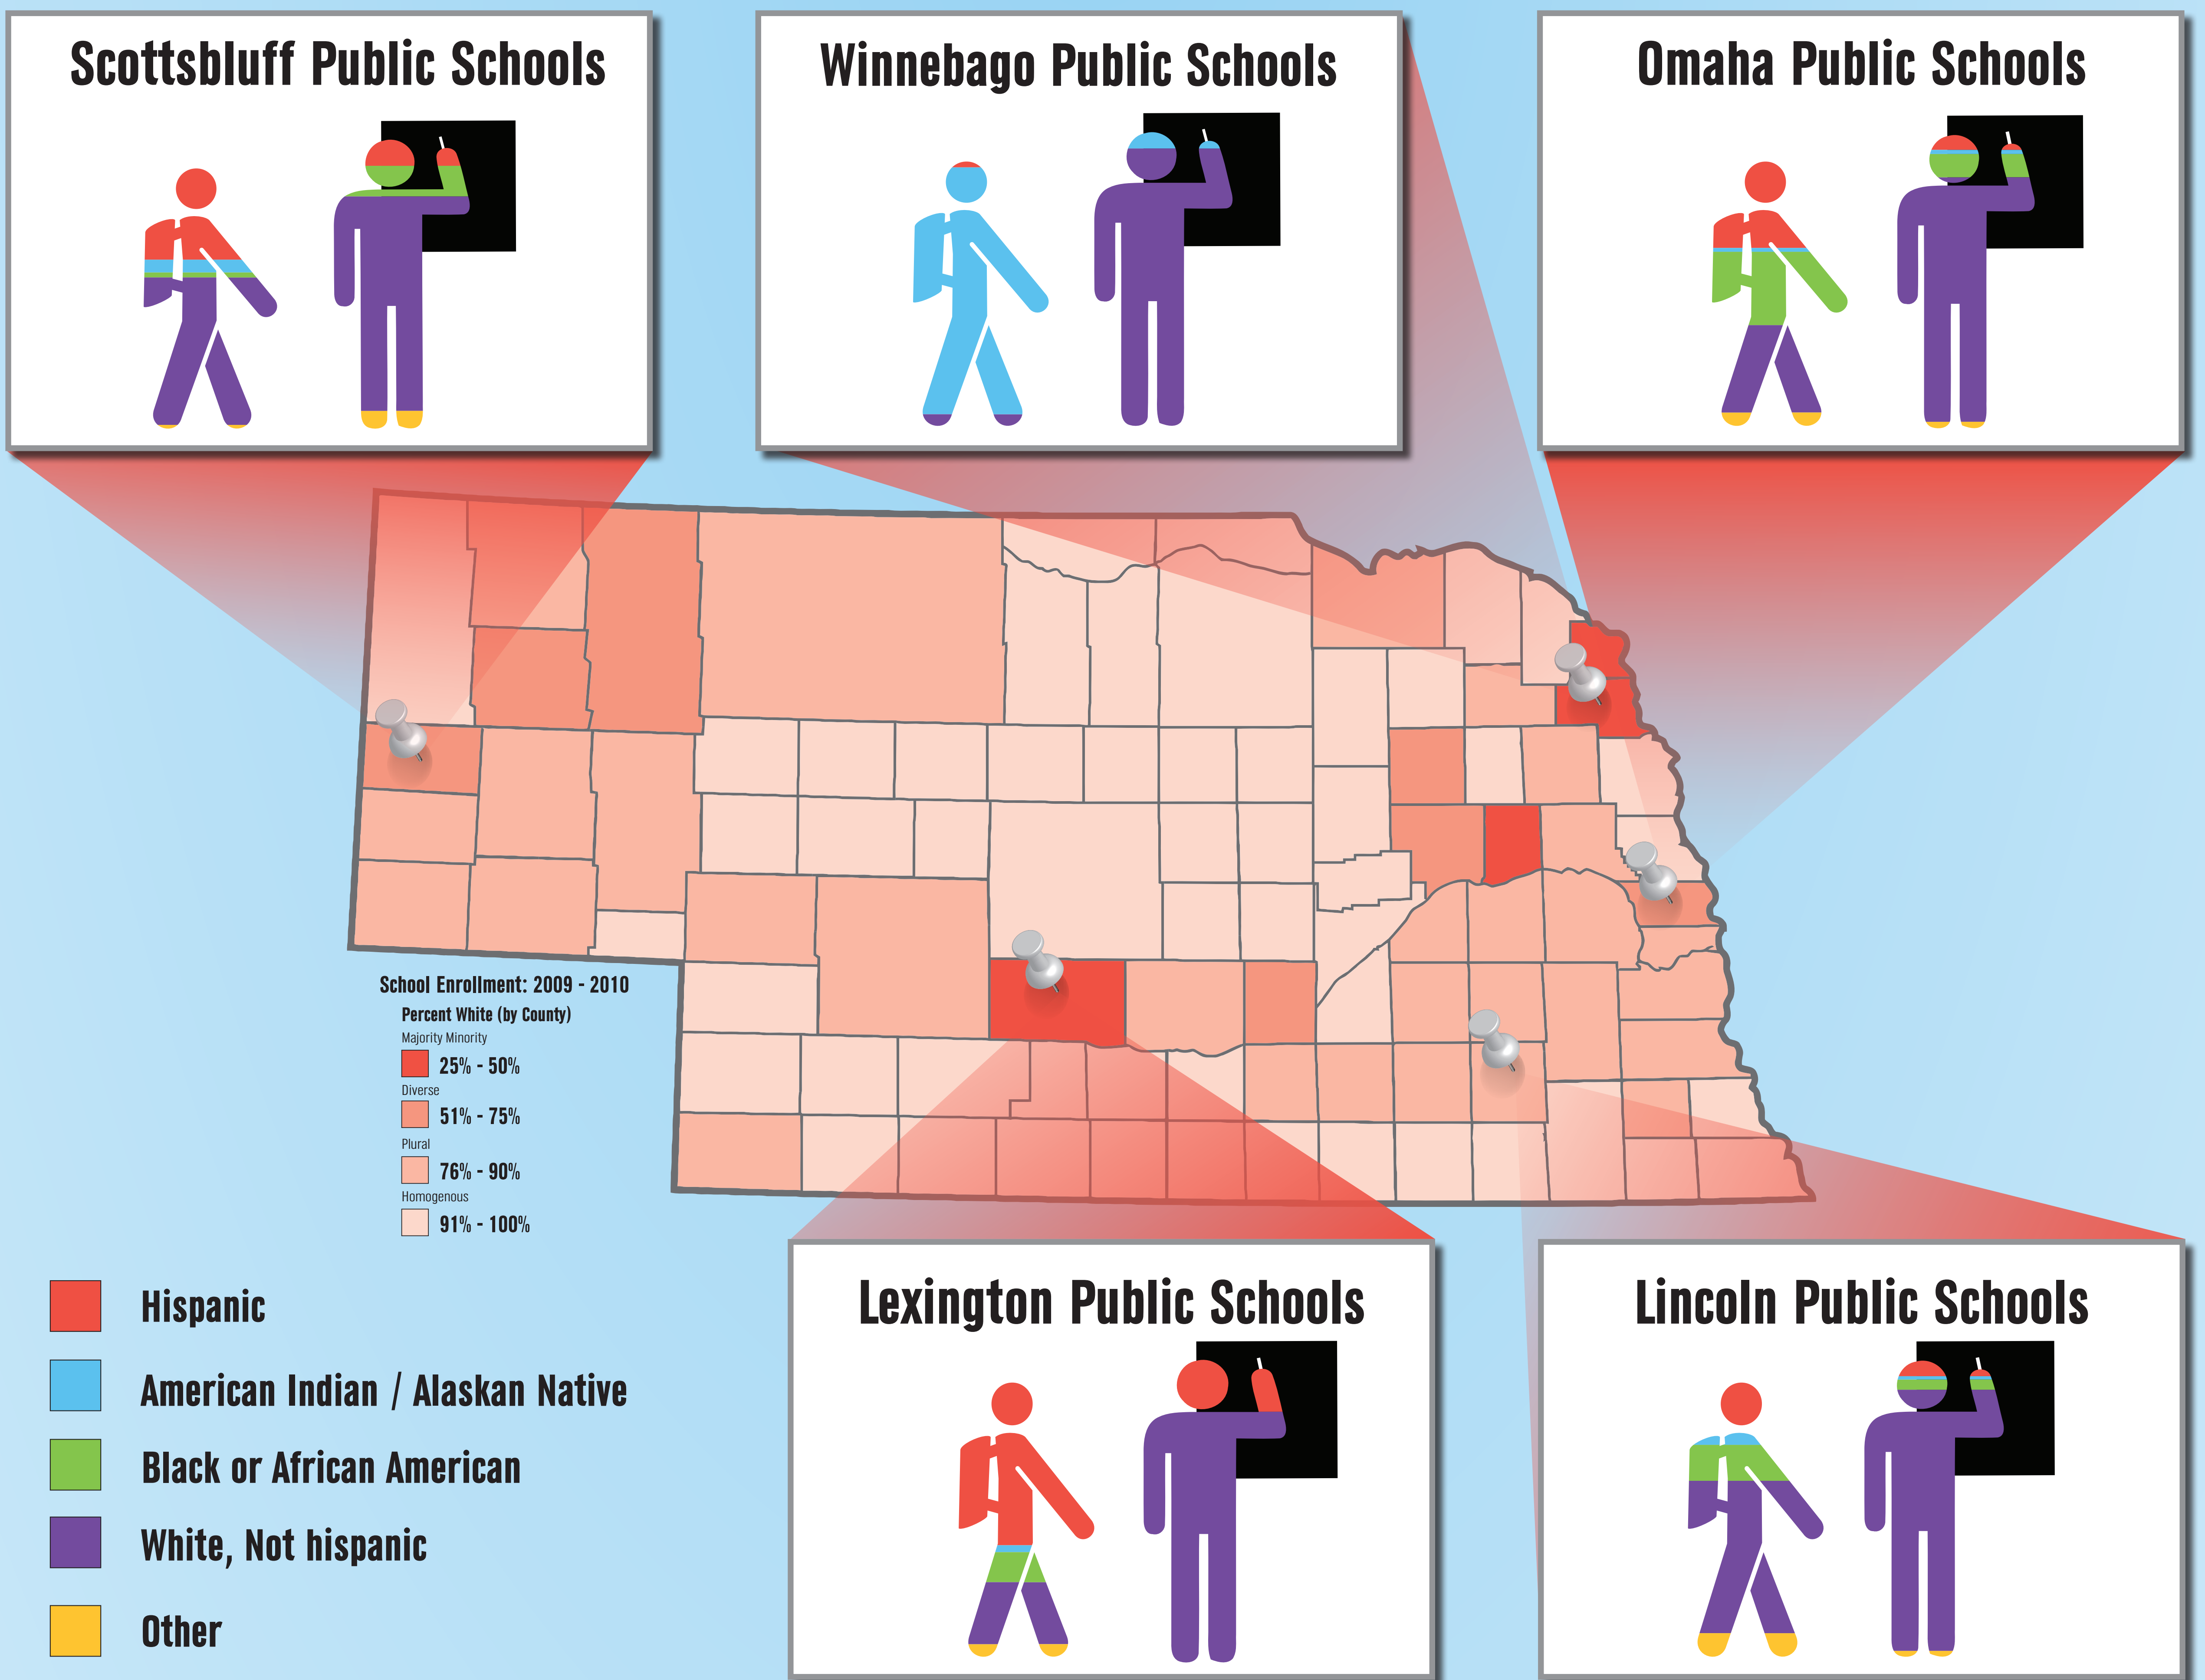 Scottsbluff Public Schools
Winnebago Public Schools
Omaha Public Schools
School Enrollment: 2009 - 2010
Percent White (by County)
Majority Minority
25% - 50%
Diverse
51% - 75%
Plural
76% - 90%
Homogenous
91% - 100%
Hispanic
American Indian / Alaskan Native
Black or African American
White, Not hispanic
Other
Lexington Public Schools
Lincoln Public Schools